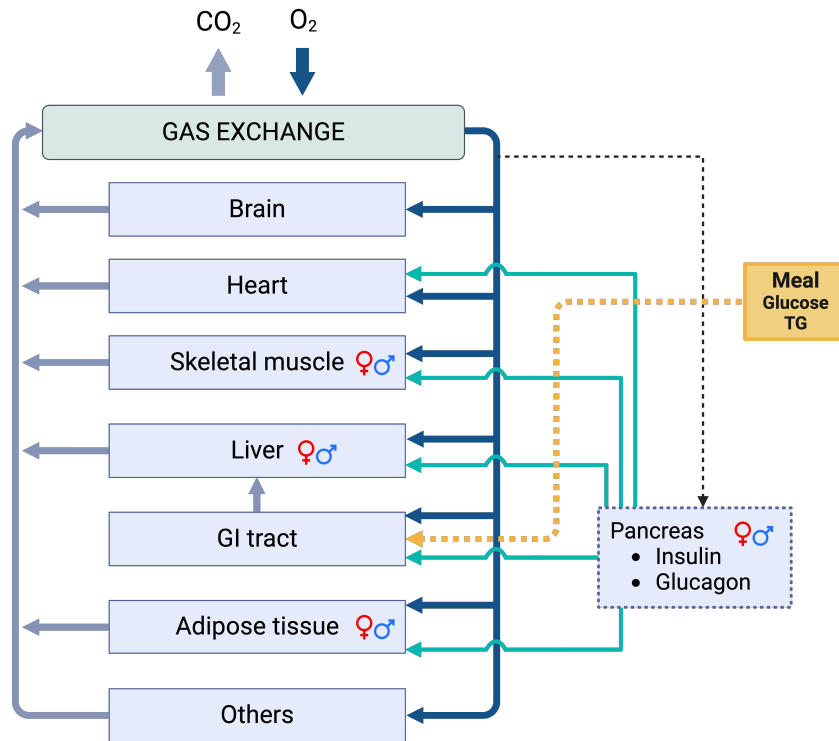 CO₂ O₂
GAS EXCHANGE
Brain
Heart
Meal
Glucose
TG
Skeletal muscle ♀♂
Liver ♀♂
GI tract
Pancreas ♀♂
• Insulin
• Glucagon
Adipose tissue ♀♂
Others